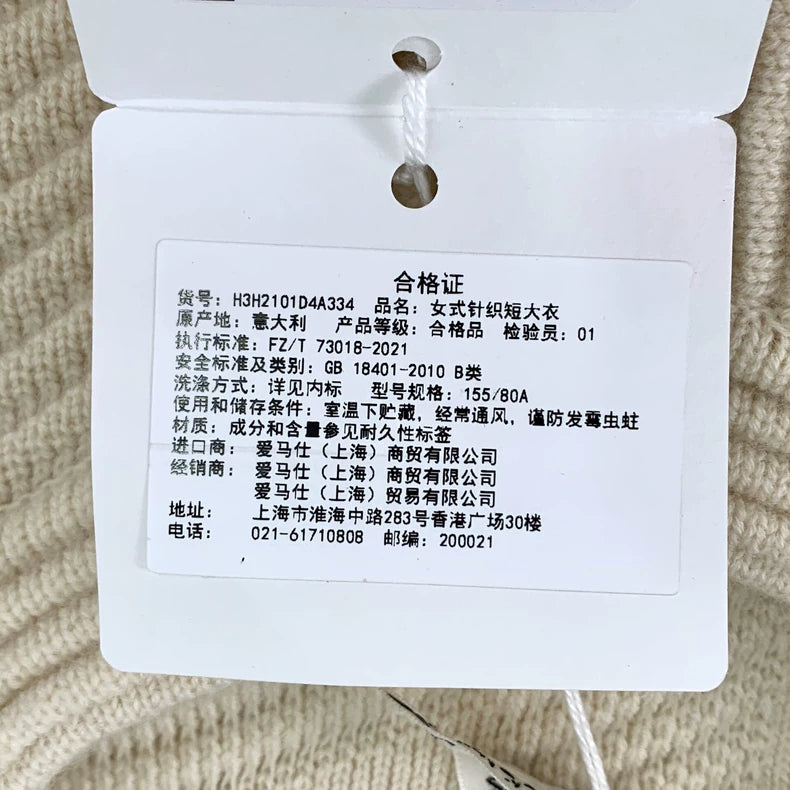 合格证
货号：H3H2101D4A334 品名：女式针织短大衣
原产地：意大利 产品等级：合格品 检验员：01
执行标准：FZ/T 73018-2021
安全标准及类别：GB 18401-2010 B类
洗涤方式：详见内标 型号规格：155/80A
使用和储存条件：室温下贮藏，经常通风，谨防发霉虫蛀
材质：成分和含量参见耐久性标签
进口商：爱马仕（上海）商贸有限公司
经销商：爱马仕（上海）商贸有限公司
爱马仕（上海）贸易有限公司
地址：上海市淮海中路283号香港广场30楼
电话：021-61710808 邮编：200021